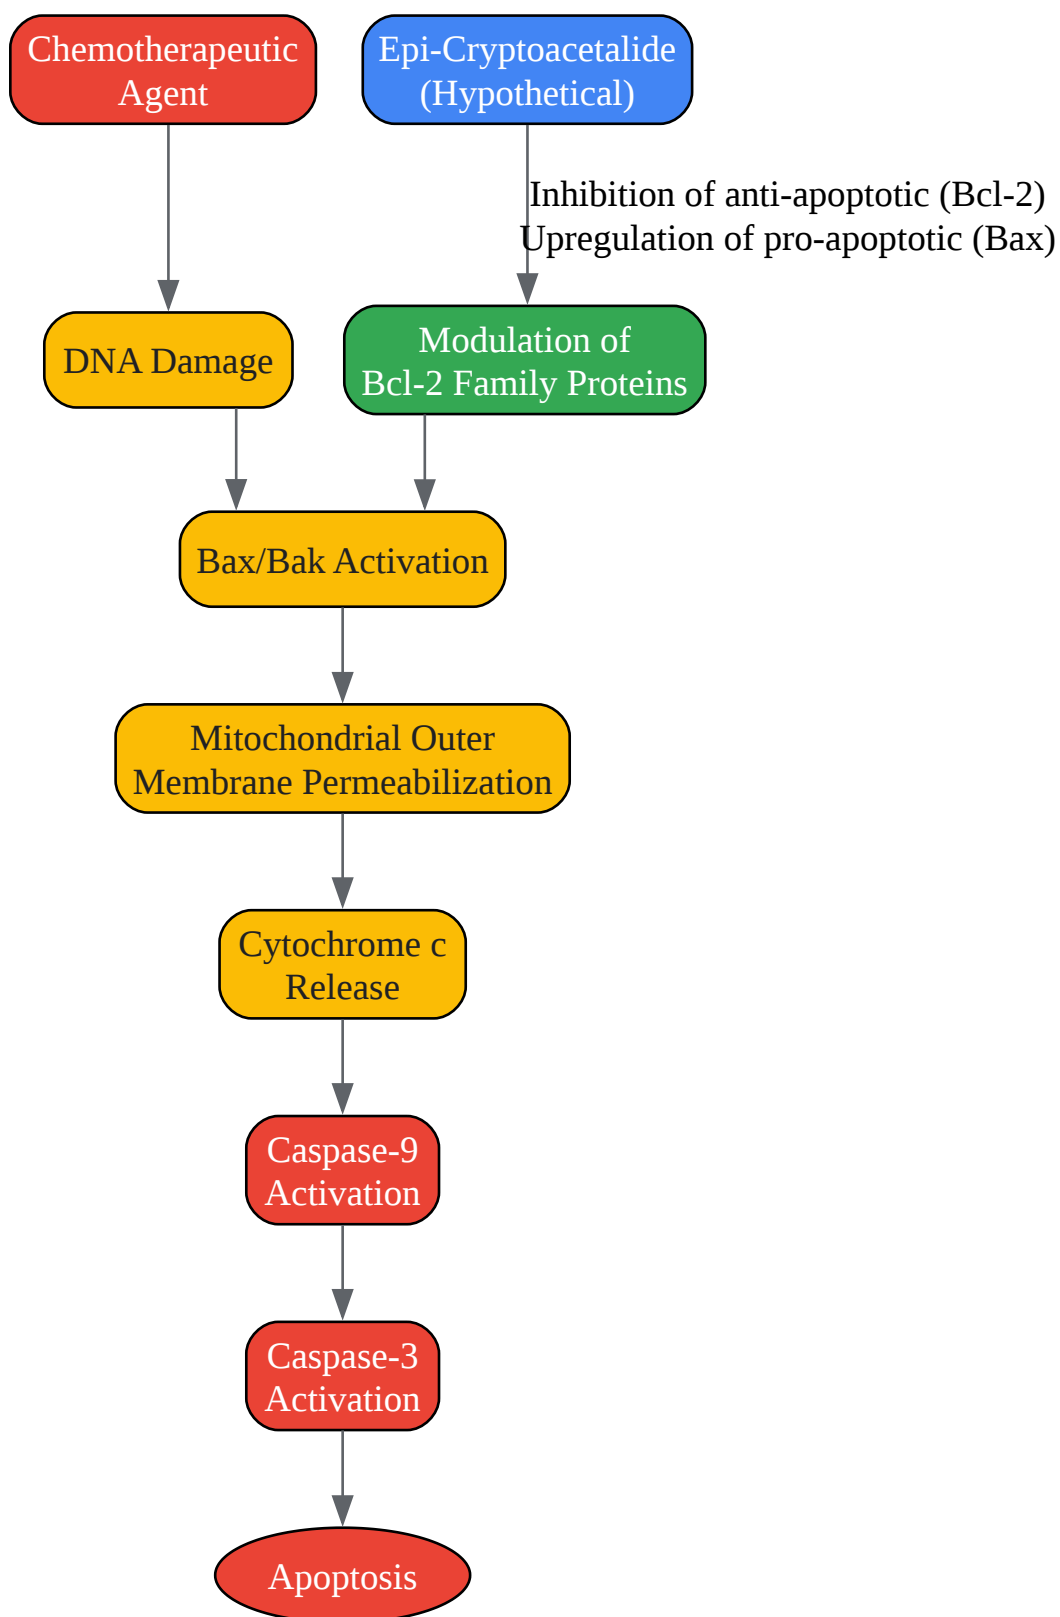 Chemotherapeutic
Agent
Epi-Cryptoacetalide
(Hypothetical)
Inhibition of anti-apoptotic (Bcl-2)
Upregulation of pro-apoptotic (Bax)
DNA Damage
Modulation of
Bcl-2 Family Proteins
Bax/Bak Activation
Mitochondrial Outer
Membrane Permeabilization
Cytochrome c
Release
Caspase-9
Activation
Caspase-3
Activation
Apoptosis